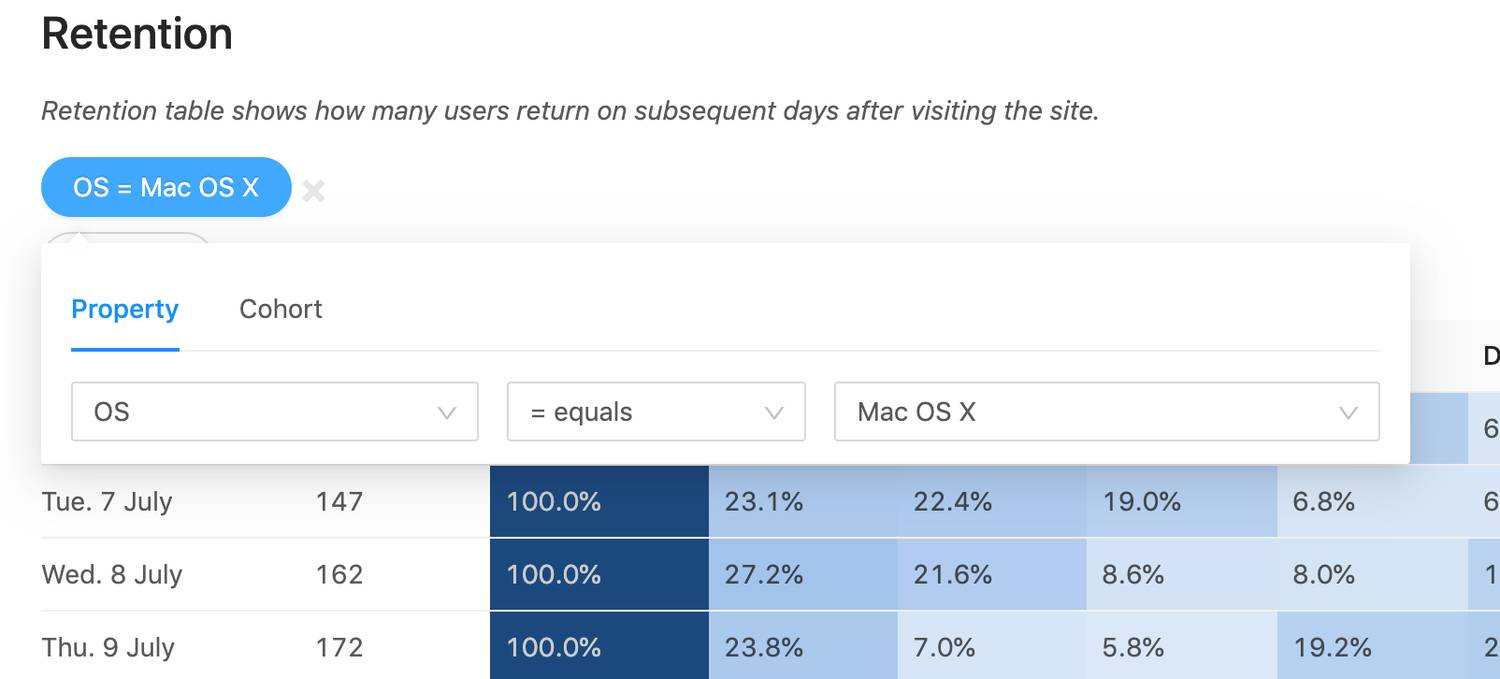 Retention
Retention table shows how many users return on subsequent days after visiting the site.
OS = Mac OS X
Property Cohort
OS = equals Mac OS X
D
6
Tue. 7 July 147 100.0% 23.1% 22.4% 19.0% 6.8% 6
Wed. 8 July 162 100.0% 27.2% 21.6% 8.6% 8.0% 1
Thu. 9 July 172 100.0% 23.8% 7.0% 5.8% 19.2% 2